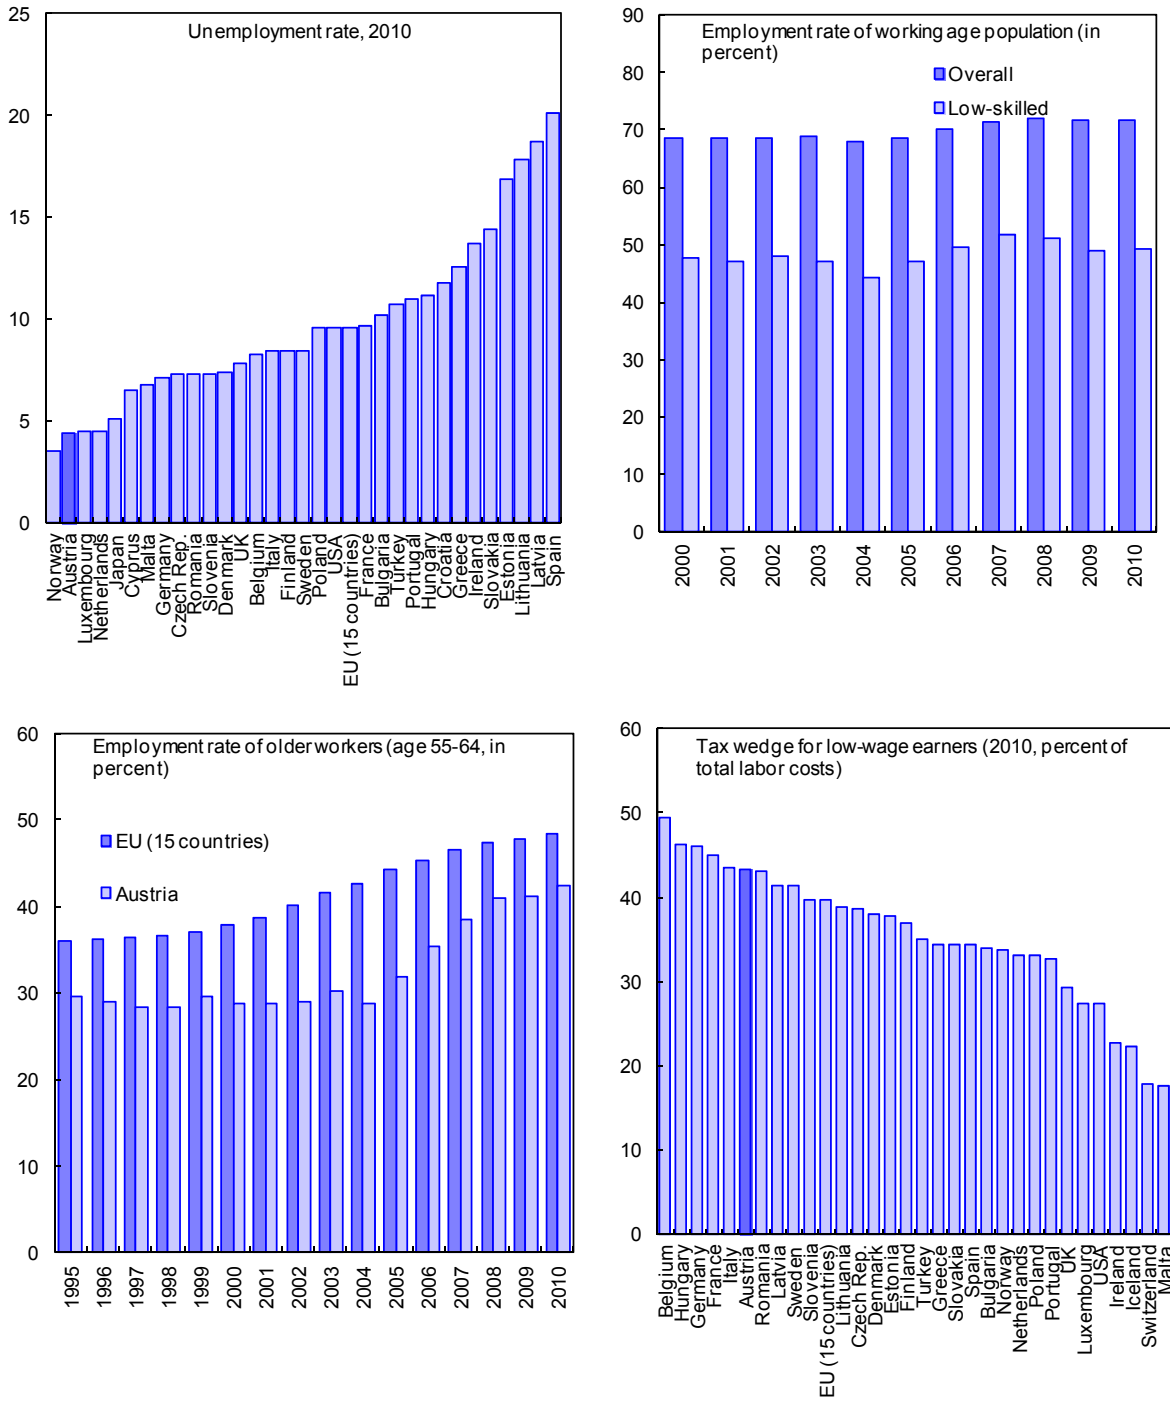 Unemployment rate, 2010
25
20
15
10
5
0
Norway
Austria
Luxembourg
Netherlands
Japan
Cyprus
Malta
Germany
Czech Rep.
Romania
Slovenia
Denmark
UK
Belgium
Italy
Finland
Sweden
Poland
USA
EU (15 countries)
France
Bulgaria
Turkey
Portugal
Hungary
Croatia
Greece
Ireland
Slovakia
Estonia
Lithuania
Latvia
Spain
Employment rate of working age population (in
percent)
Overall
Low-skilled
90
80
70
60
50
40
30
20
10
0
2000
2001
2002
2003
2004
2005
2006
2007
2008
2009
2010
Employment rate of older workers (age 55-64, in
percent)
EU (15 countries)
Austria
60
50
40
30
20
10
0
1995
1996
1997
1998
1999
2000
2001
2002
2003
2004
2005
2006
2007
2008
2009
2010
Tax wedge for low-wage earners (2010, percent of
total labor costs)
60
50
40
30
20
10
0
Belgium
Hungary
Germany
France
Italy
Austria
Romania
Latvia
Sweden
Slovenia
EU (15 countries)
Lithuania
Czech Rep.
Denmark
Estonia
Finland
Turkey
Greece
Slovakia
Spain
Bulgaria
Norway
Netherlands
Poland
Portugal
UK
Luxembourg
USA
Ireland
Iceland
Switzerland
Malta